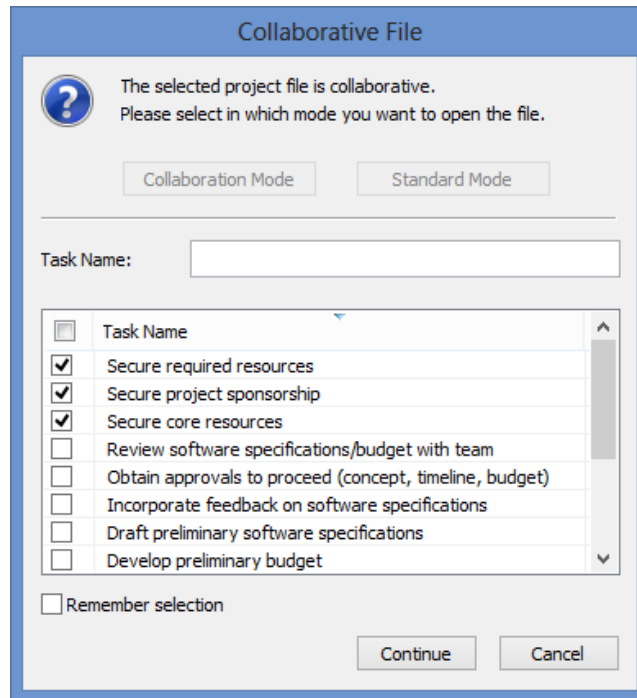 Collaborative File
The selected project file is collaborative.
Please select in which mode you want to open the file.
Collaboration Mode
Standard Mode
Task Name:
Task Name
Secure required resources
Secure project sponsorship
Secure core resources
Review software specifications/budget with team
Obtain approvals to proceed (concept, timeline, budget)
Incorporate feedback on software specifications
Draft preliminary software specifications
Develop preliminary budget
Remember selection
Continue
Cancel